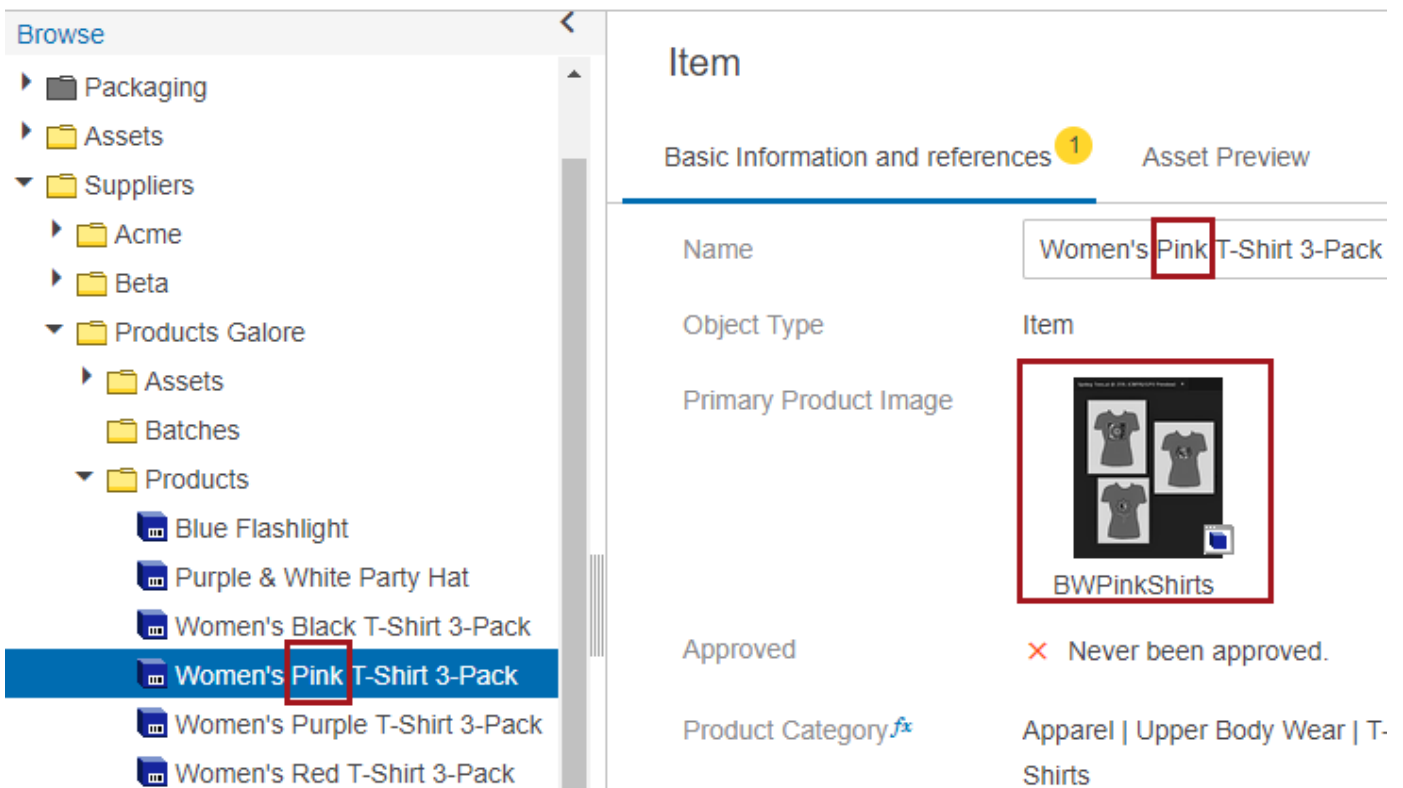 Browse
Packaging
Assets
Suppliers
Acme
Beta
Products Galore
Assets
Batches
Products
Blue Flashlight
Purple & White Party Hat
Women's Black T-Shirt 3-Pack
Women's Pink T-Shirt 3-Pack
Women's Purple T-Shirt 3-Pack
Women's Red T-Shirt 3-Pack
Item
Basic Information and references 1 Asset Preview
Name Women's Pink T-Shirt 3-Pack
Object Type Item
Primary Product Image
BWPinkShirts
Approved Never been approved.
Product Category fx Apparel | Upper Body Wear | T-
Shirts